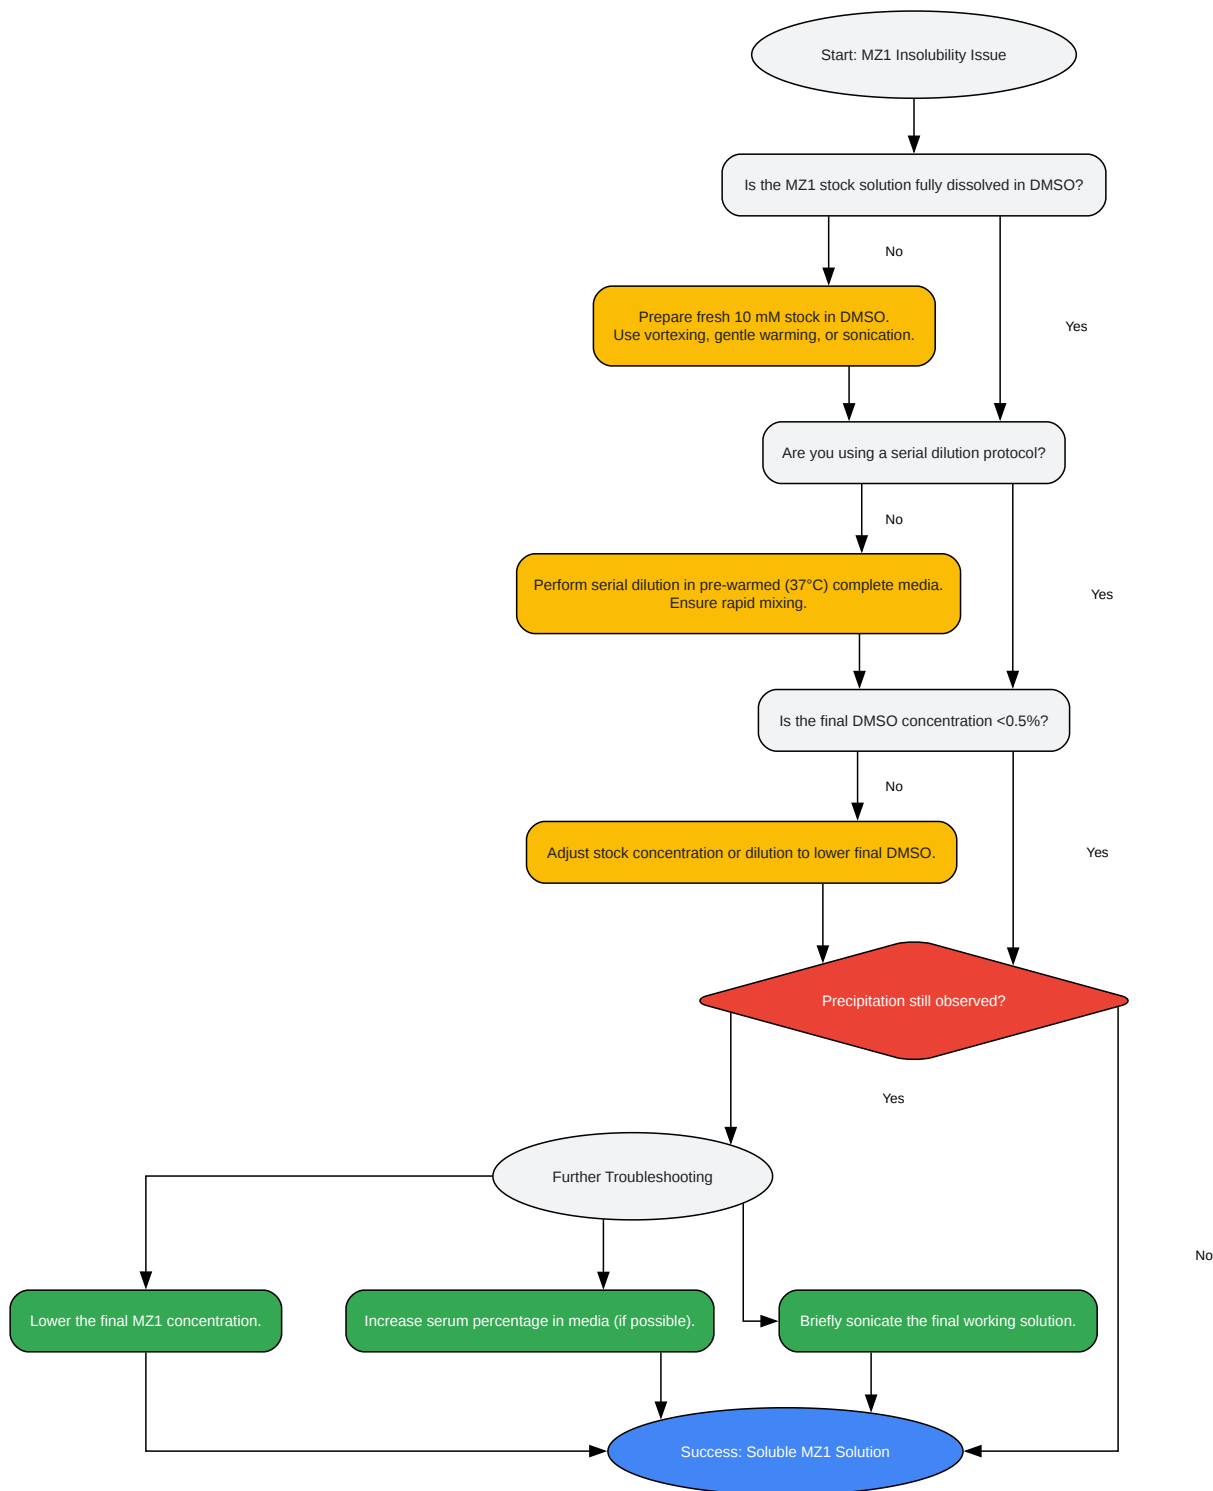 Start: MZ1 Insolubility Issue
Is the MZ1 stock solution fully dissolved in DMSO?
No
Prepare fresh 10 mM stock in DMSO.
Use vortexing, gentle warming, or sonication.
Yes
Are you using a serial dilution protocol?
No
Perform serial dilution in pre-warmed (37°C) complete media.
Ensure rapid mixing.
Yes
Is the final DMSO concentration <0.5%?
No
Adjust stock concentration or dilution to lower final DMSO.
Yes
Precipitation still observed?
Yes
Further Troubleshooting
No
Lower the final MZ1 concentration.
Increase serum percentage in media (if possible).
Briefly sonicate the final working solution.
Success: Soluble MZ1 Solution